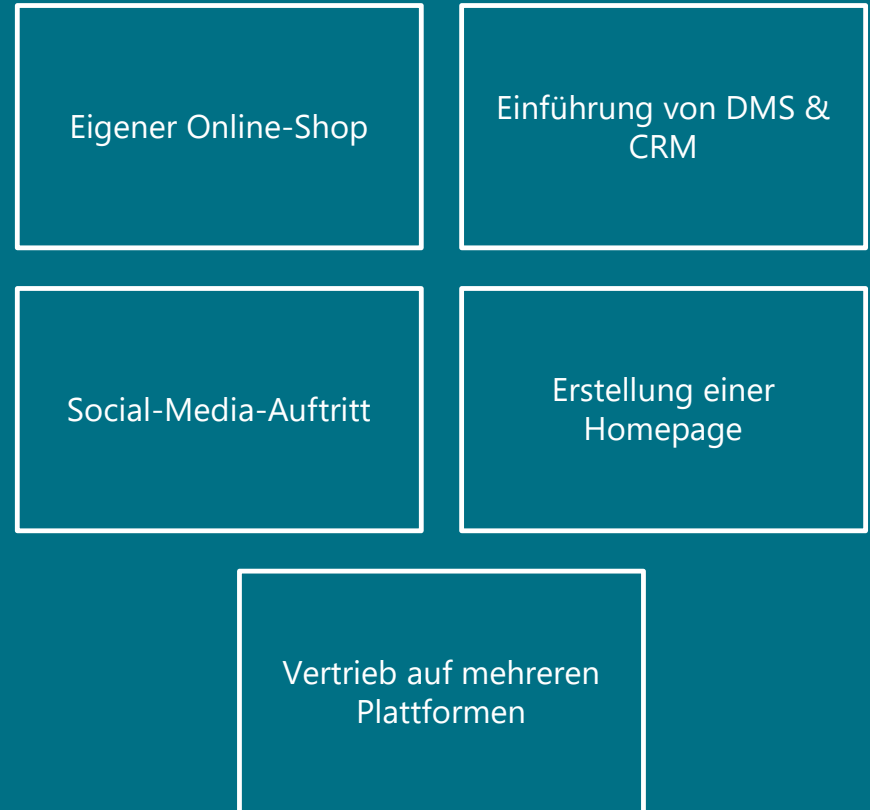 Eigener Online-Shop
Einführung von DMS &
CRM
Social-Media-Auftritt
Erstellung einer
Homepage
Vertrieb auf mehreren
Plattformen